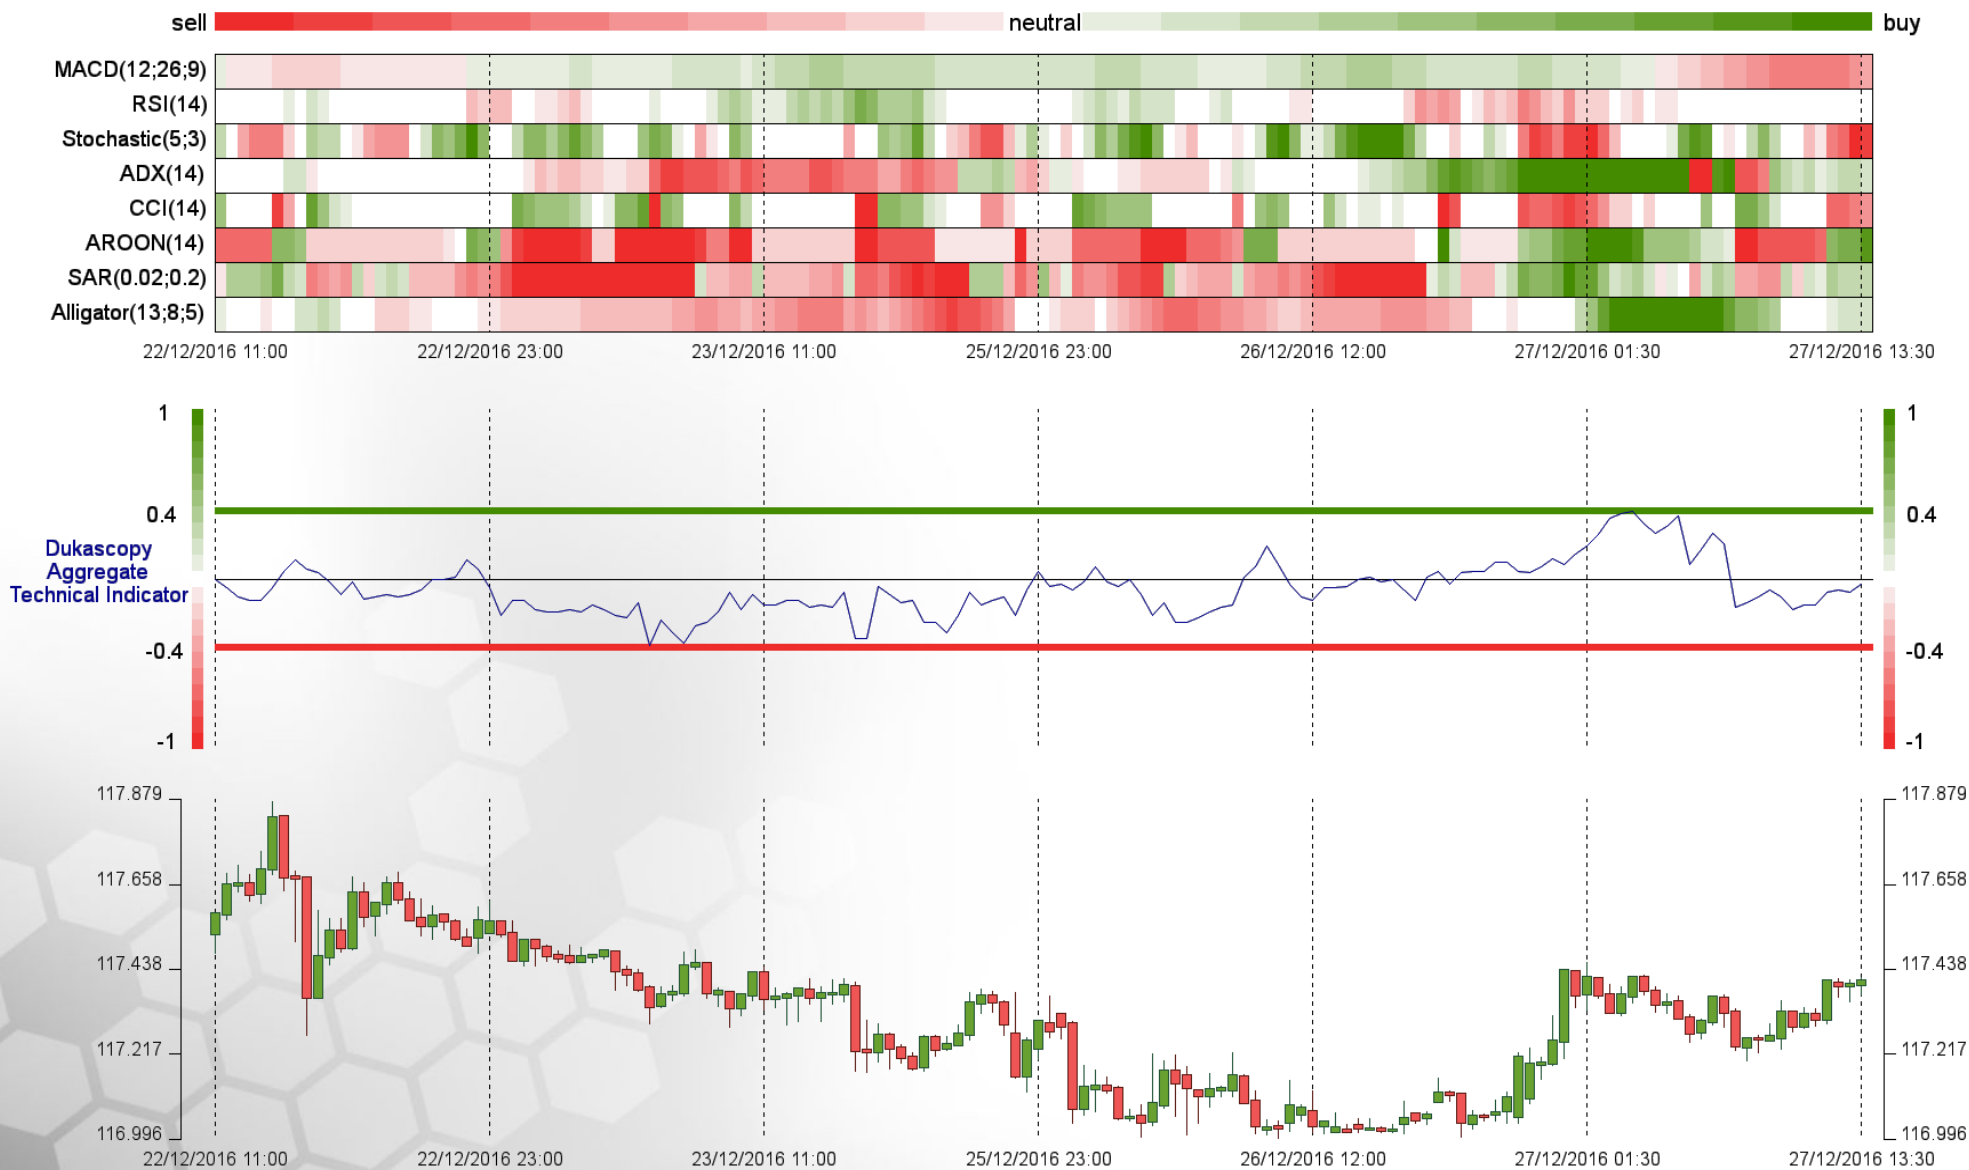 sell neutral buy
MACD(12;26;9)
RSI(14)
Stochastic(5;3)
ADX(14)
CCI(14)
AROON(14)
SAR(0.02;0.2)
Alligator(13;8;5)
22/12/2016 11:00 22/12/2016 23:00 23/12/2016 11:00 25/12/2016 23:00 26/12/2016 12:00 27/12/2016 01:30 27/12/2016 13:30
1 1
0.4 0.4
Dukascopy
Aggregate
Technical Indicator
-0.4 -0.4
-1 -1
117.879 117.879
117.658 117.658
117.438 117.438
117.217 117.217
116.996 116.996
22/12/2016 11:00 22/12/2016 23:00 23/12/2016 11:00 25/12/2016 23:00 26/12/2016 12:00 27/12/2016 01:30 27/12/2016 13:30